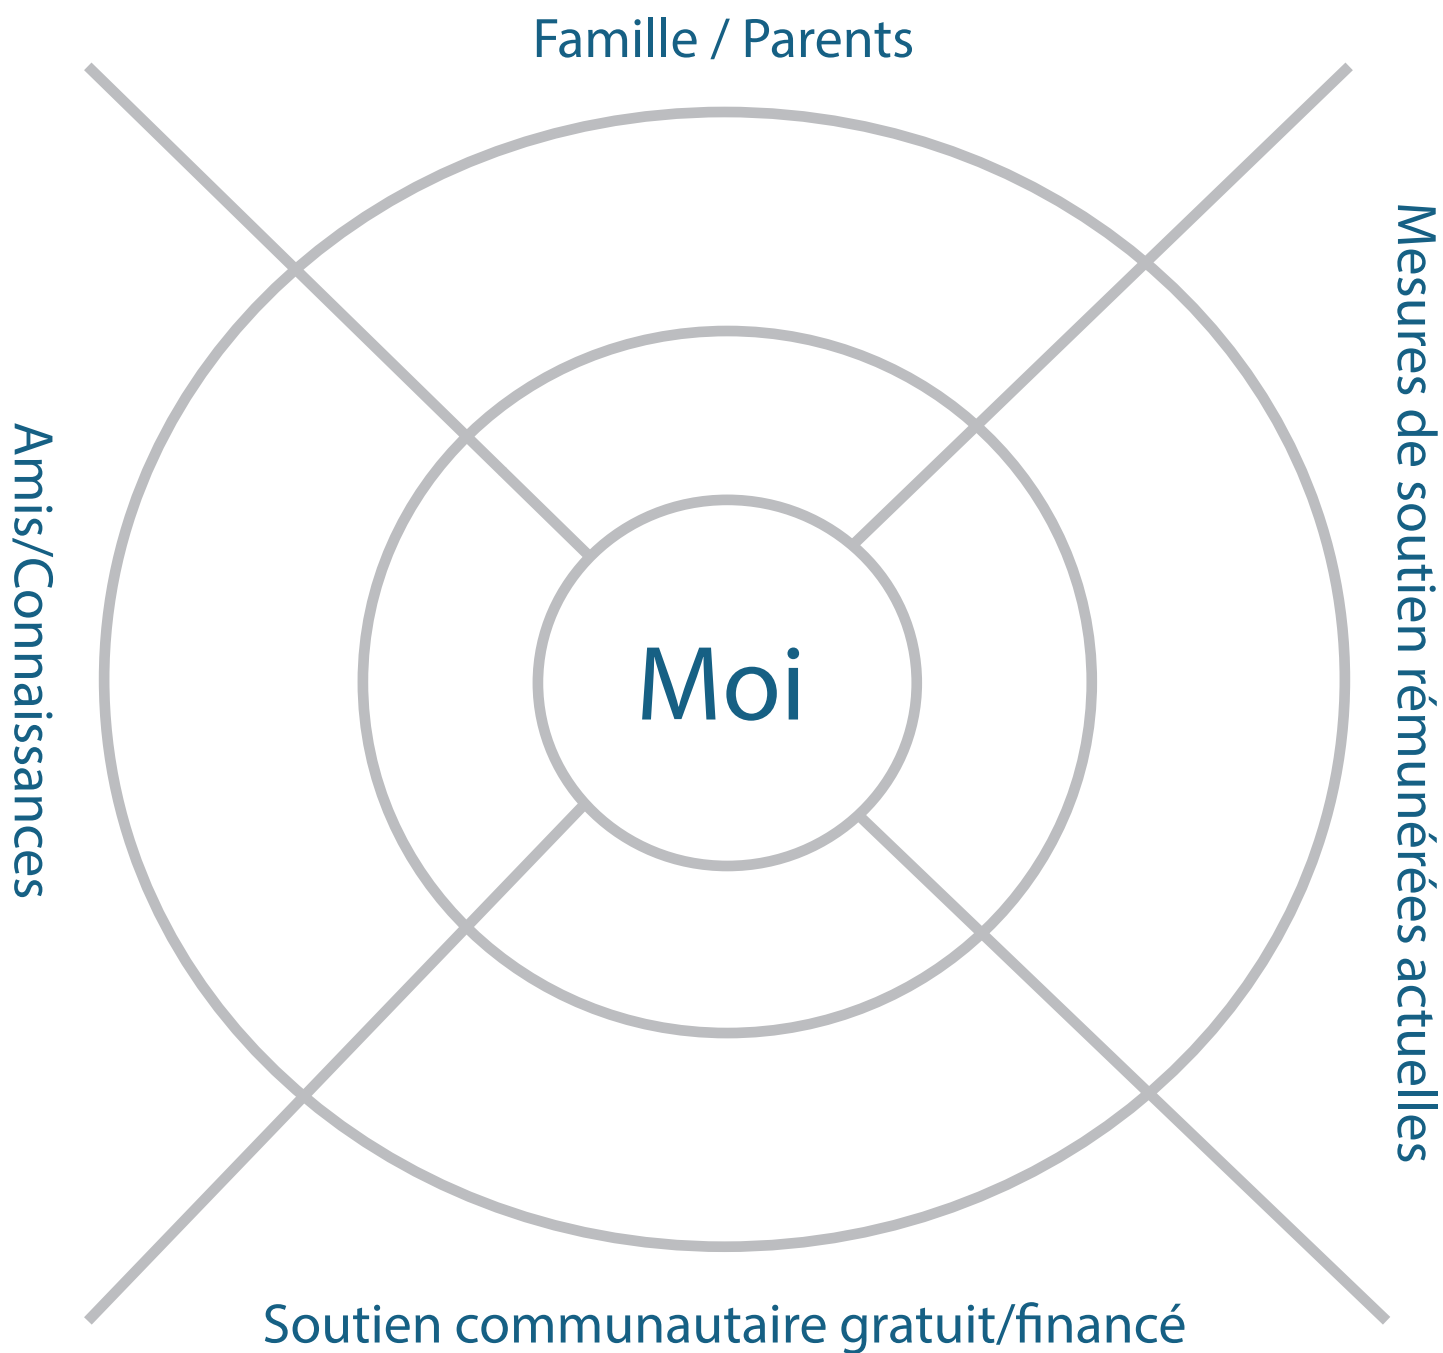 Famille / Parents
Mesures de soutien rémunérées actuelles
Amis/Connaissances
Moi
Soutien communautaire gratuit/financé